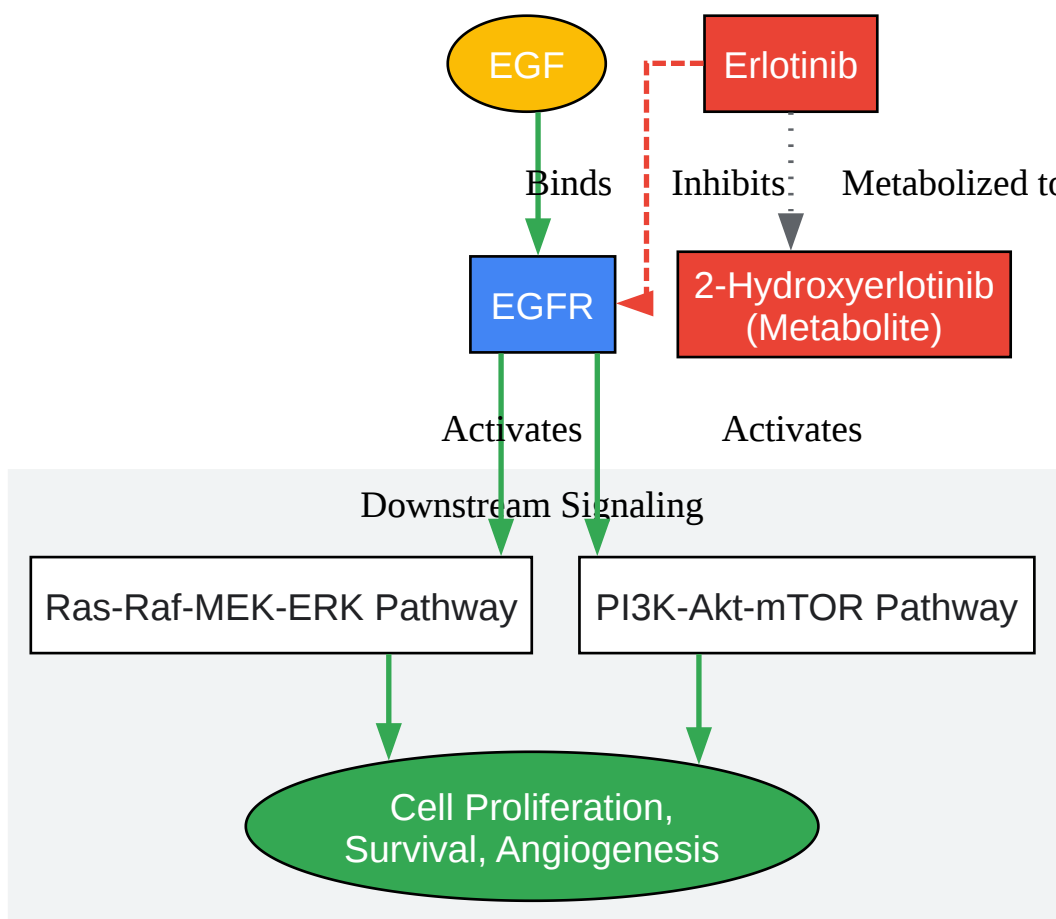 EGF
Erlotinib
Binds
Inhibits
Metabolized to
EGFR
2-Hydroxyerlotinib
(Metabolite)
Activates
Activates
Downstream Signaling
Ras-Raf-MEK-ERK Pathway
PI3K-Akt-mTOR Pathway
Cell Proliferation,
Survival, Angiogenesis